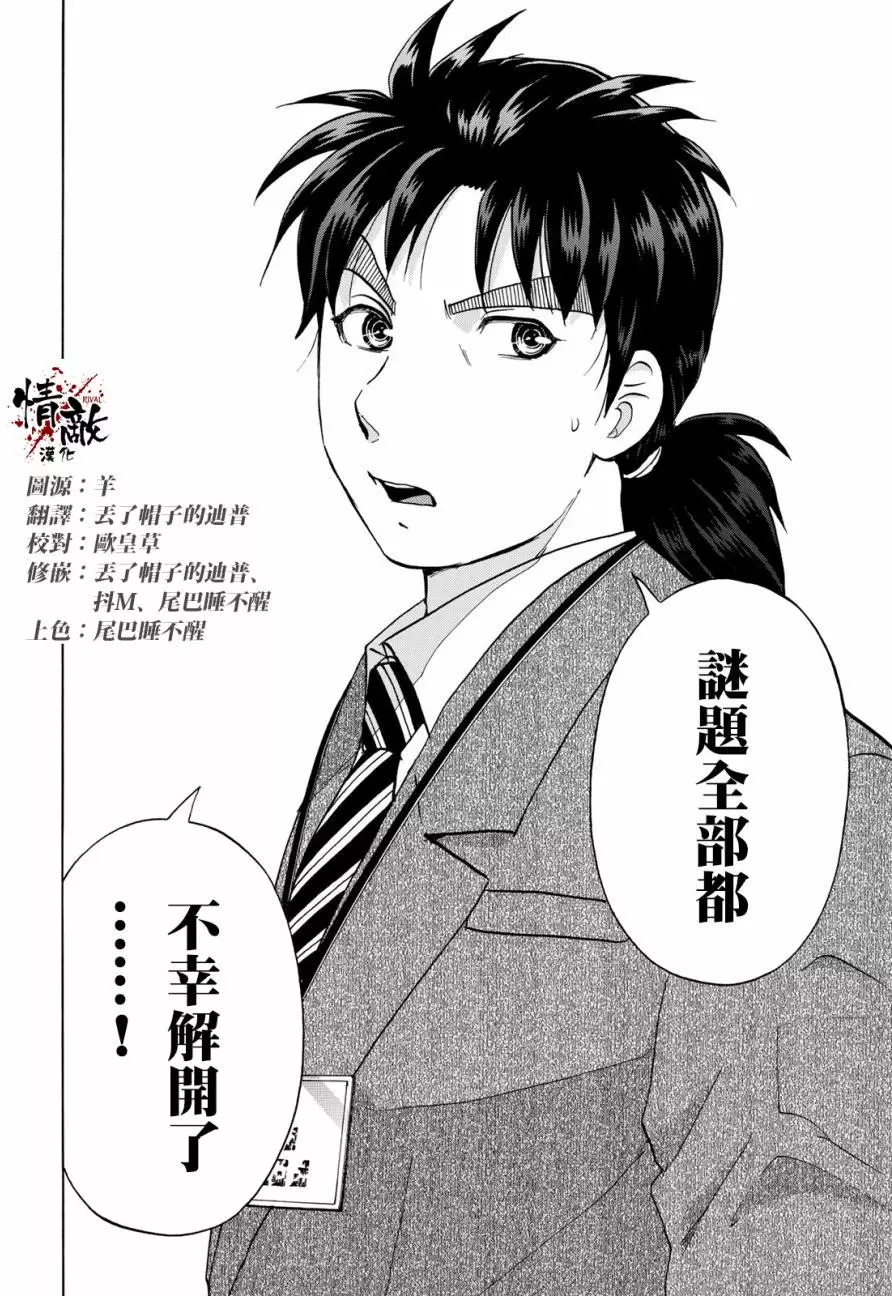 謎題全部都
不幸解開了
……！
情敵
RIVAL
漢化
圖源：羊
翻譯：丟了帽子的迪普
校對：歐皇草
修嵌：丟了帽子的迪普、
抖M、尾巴睡不醒
上色：尾巴睡不醒